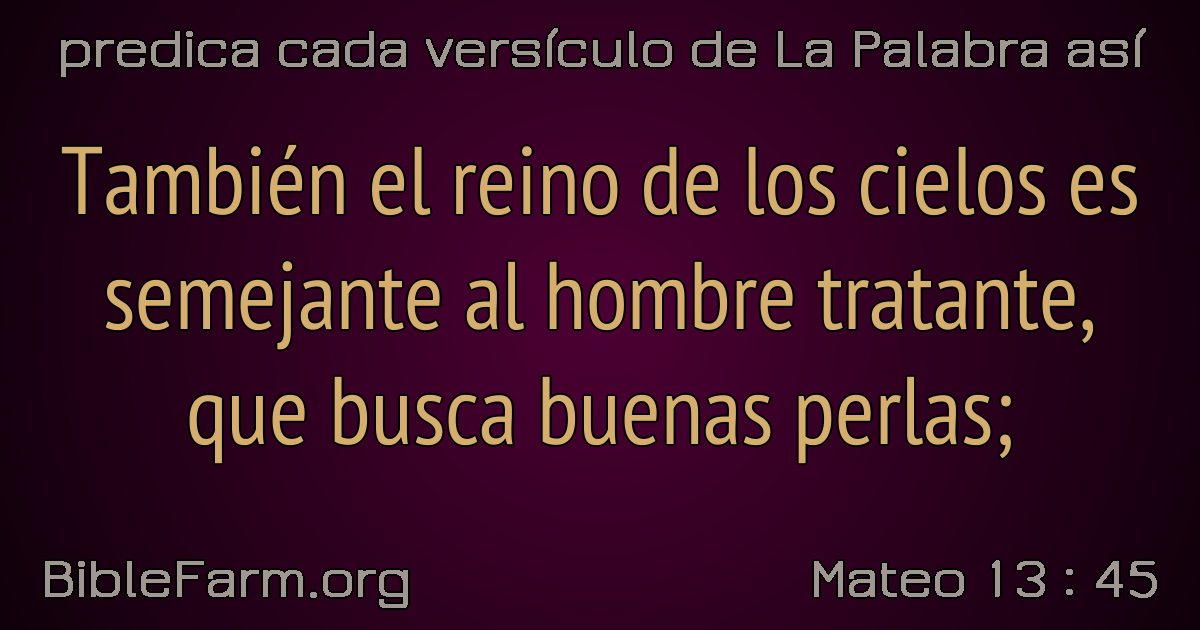 predica cada versículo de La Palabra así
También el reino de los cielos es
semejante al hombre tratante,
que busca buenas perlas;
BibleFarm.org
Mateo 13 : 45